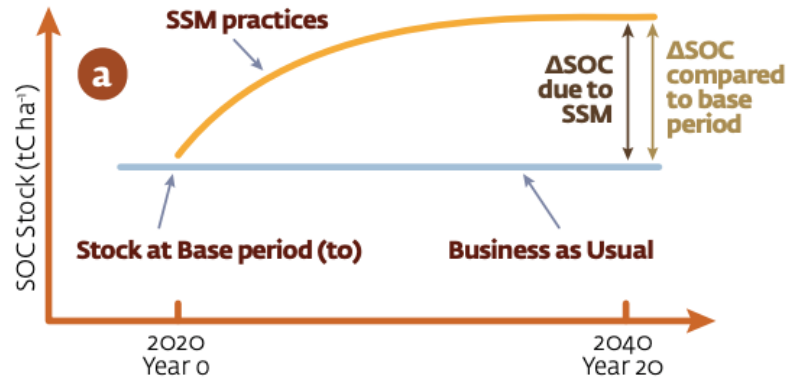 SSM practices
a
ΔSOC
due to
SSM
ΔSOC
compared
to base
period
SOC Stock (tC ha⁻¹)
Stock at Base period (to)
Business as Usual
2020
Year 0
2040
Year 20